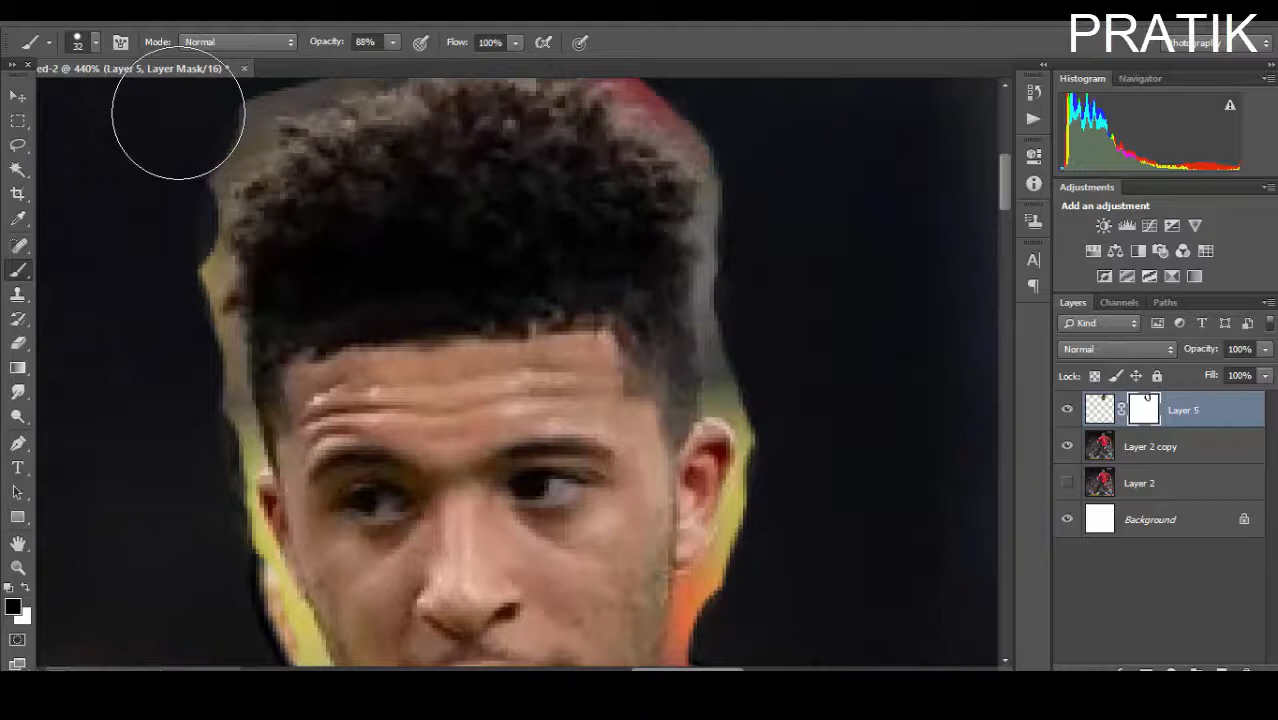 PRATIK
Photography
32
Mode: Normal
Opacity: 88%
Flow: 100%
ed-2 @ 440% (Layer 5, Layer Mask/16) *
Histogram
Navigator
Adjustments
Add an adjustment
Layers
Channels
Paths
Kind
Normal
Opacity: 100%
Lock:
Fill: 100%
Layer 5
Layer 2 copy
Layer 2
Background